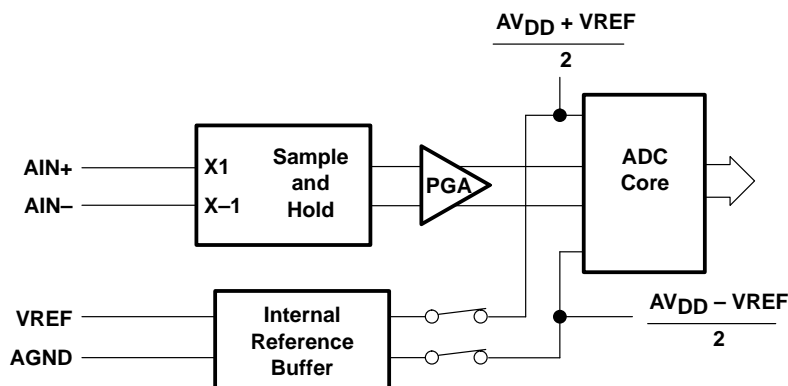 AVDD + VREF
2
AIN+
AIN–
X1
X–1
Sample
and
Hold
PGA
ADC
Core
VREF
AGND
Internal
Reference
Buffer
AVDD – VREF
2